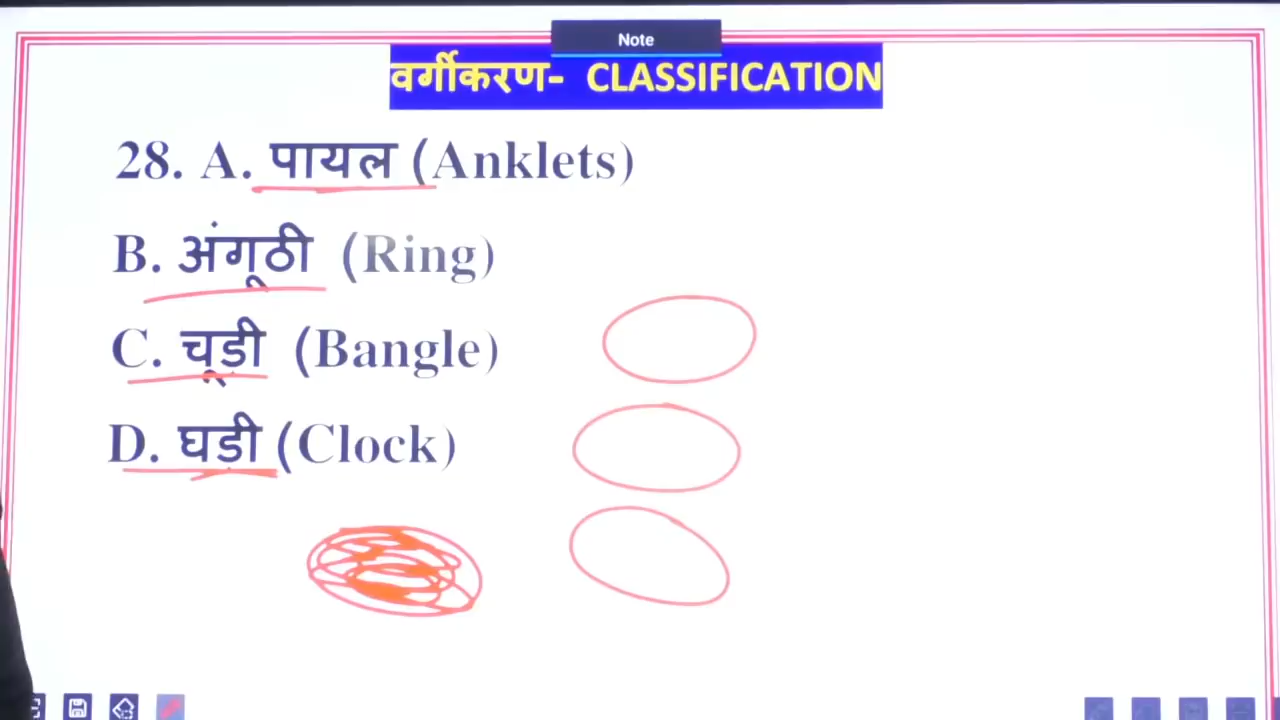 Note
वर्गीकरण- CLASSIFICATION
28. A. पायल (Anklets)
B. अंगूठी (Ring)
C. चूड़ी (Bangle)
D. घड़ी (Clock)